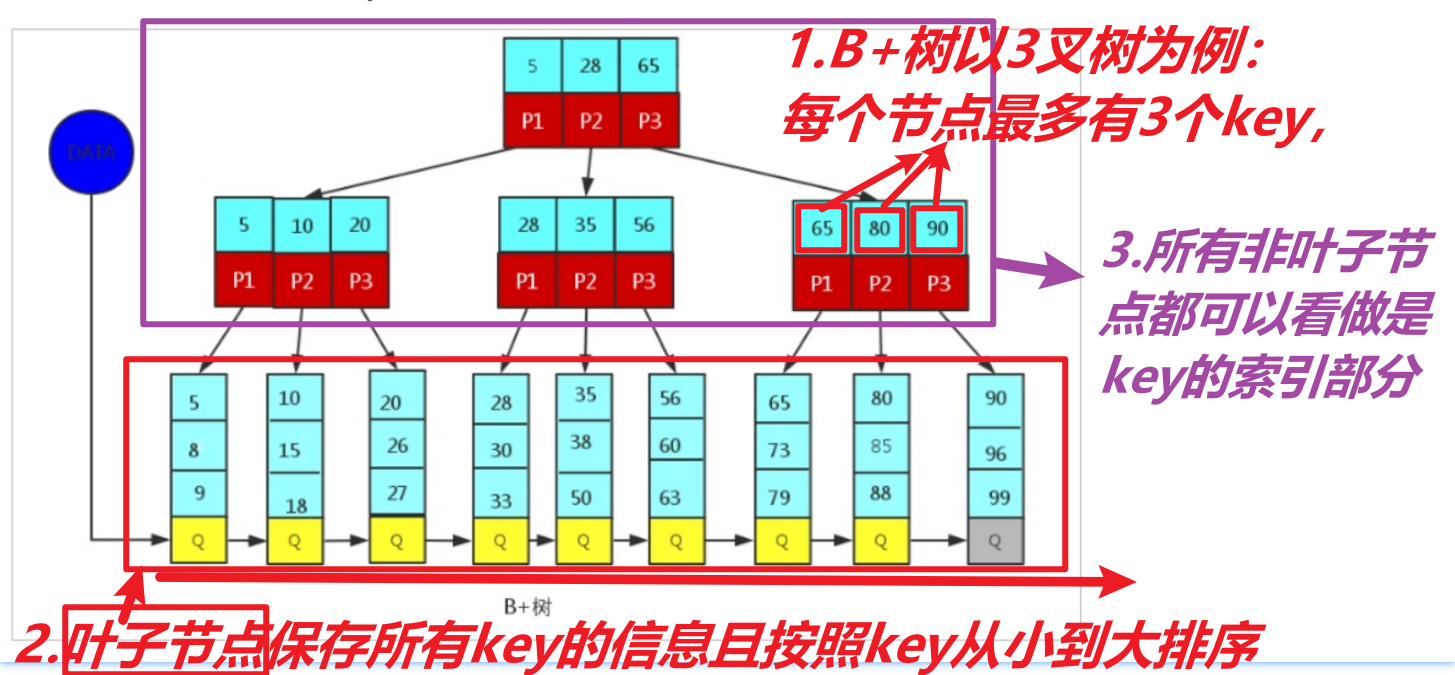 1.B+树以3叉树为例：
每个节点最多有3个key,
5 28 65
P1 P2 P3
DATA
5 10 20
P1 P2 P3
28 35 56
P1 P2 P3
65 80 90
P1 P2 P3
3.所有非叶子节
点都可以看做是
key的索引部分
5 10 20 28 35 56 65 80 90
8 15 26 30 38 60 73 85 96
9 18 27 33 50 63 79 88 99
Q Q Q Q Q Q Q Q Q
B+树
2.叶子节点保存所有key的信息且按照key从小到大排序